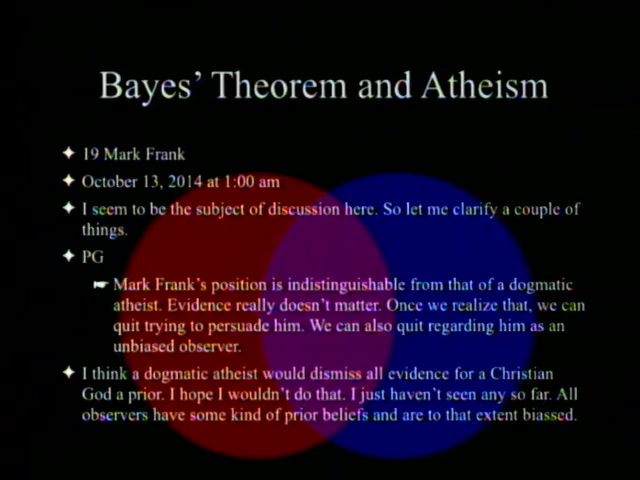 Bayes' Theorem and Atheism
19 Mark Frank
October 13, 2014 at 1:00 am
I seem to be the subject of discussion here. So let me clarify a couple of
things.
PG
Mark Frank's position is indistinguishable from that of a dogmatic
atheist. Evidence really doesn't matter. Once we realize that, we can
quit trying to persuade him. We can also quit regarding him as an
unbiased observer.
I think a dogmatic atheist would dismiss all evidence for a Christian
God a prior. I hope I wouldn't do that. I just haven't seen any so far. All
observers have some kind of prior beliefs and are to that extent biassed.